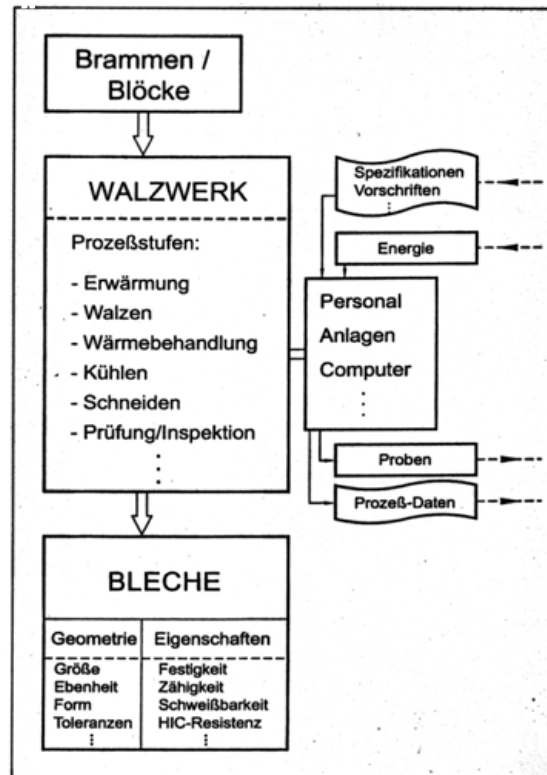 Brammen /
Blöcke
WALZWERK
Prozeßstufen:
- Erwärmung
- Walzen
- Wärmebehandlung
- Kühlen
- Schneiden
- Prüfung/Inspektion
Spezifikationen
Vorschriften
Energie
Personal
Anlagen
Computer
Proben
Prozeß-Daten
BLECHE
Geometrie
Größe
Ebenheit
Form
Toleranzen
Eigenschaften
Festigkeit
Zähigkeit
Schweißbarkeit
HIC-Resistenz